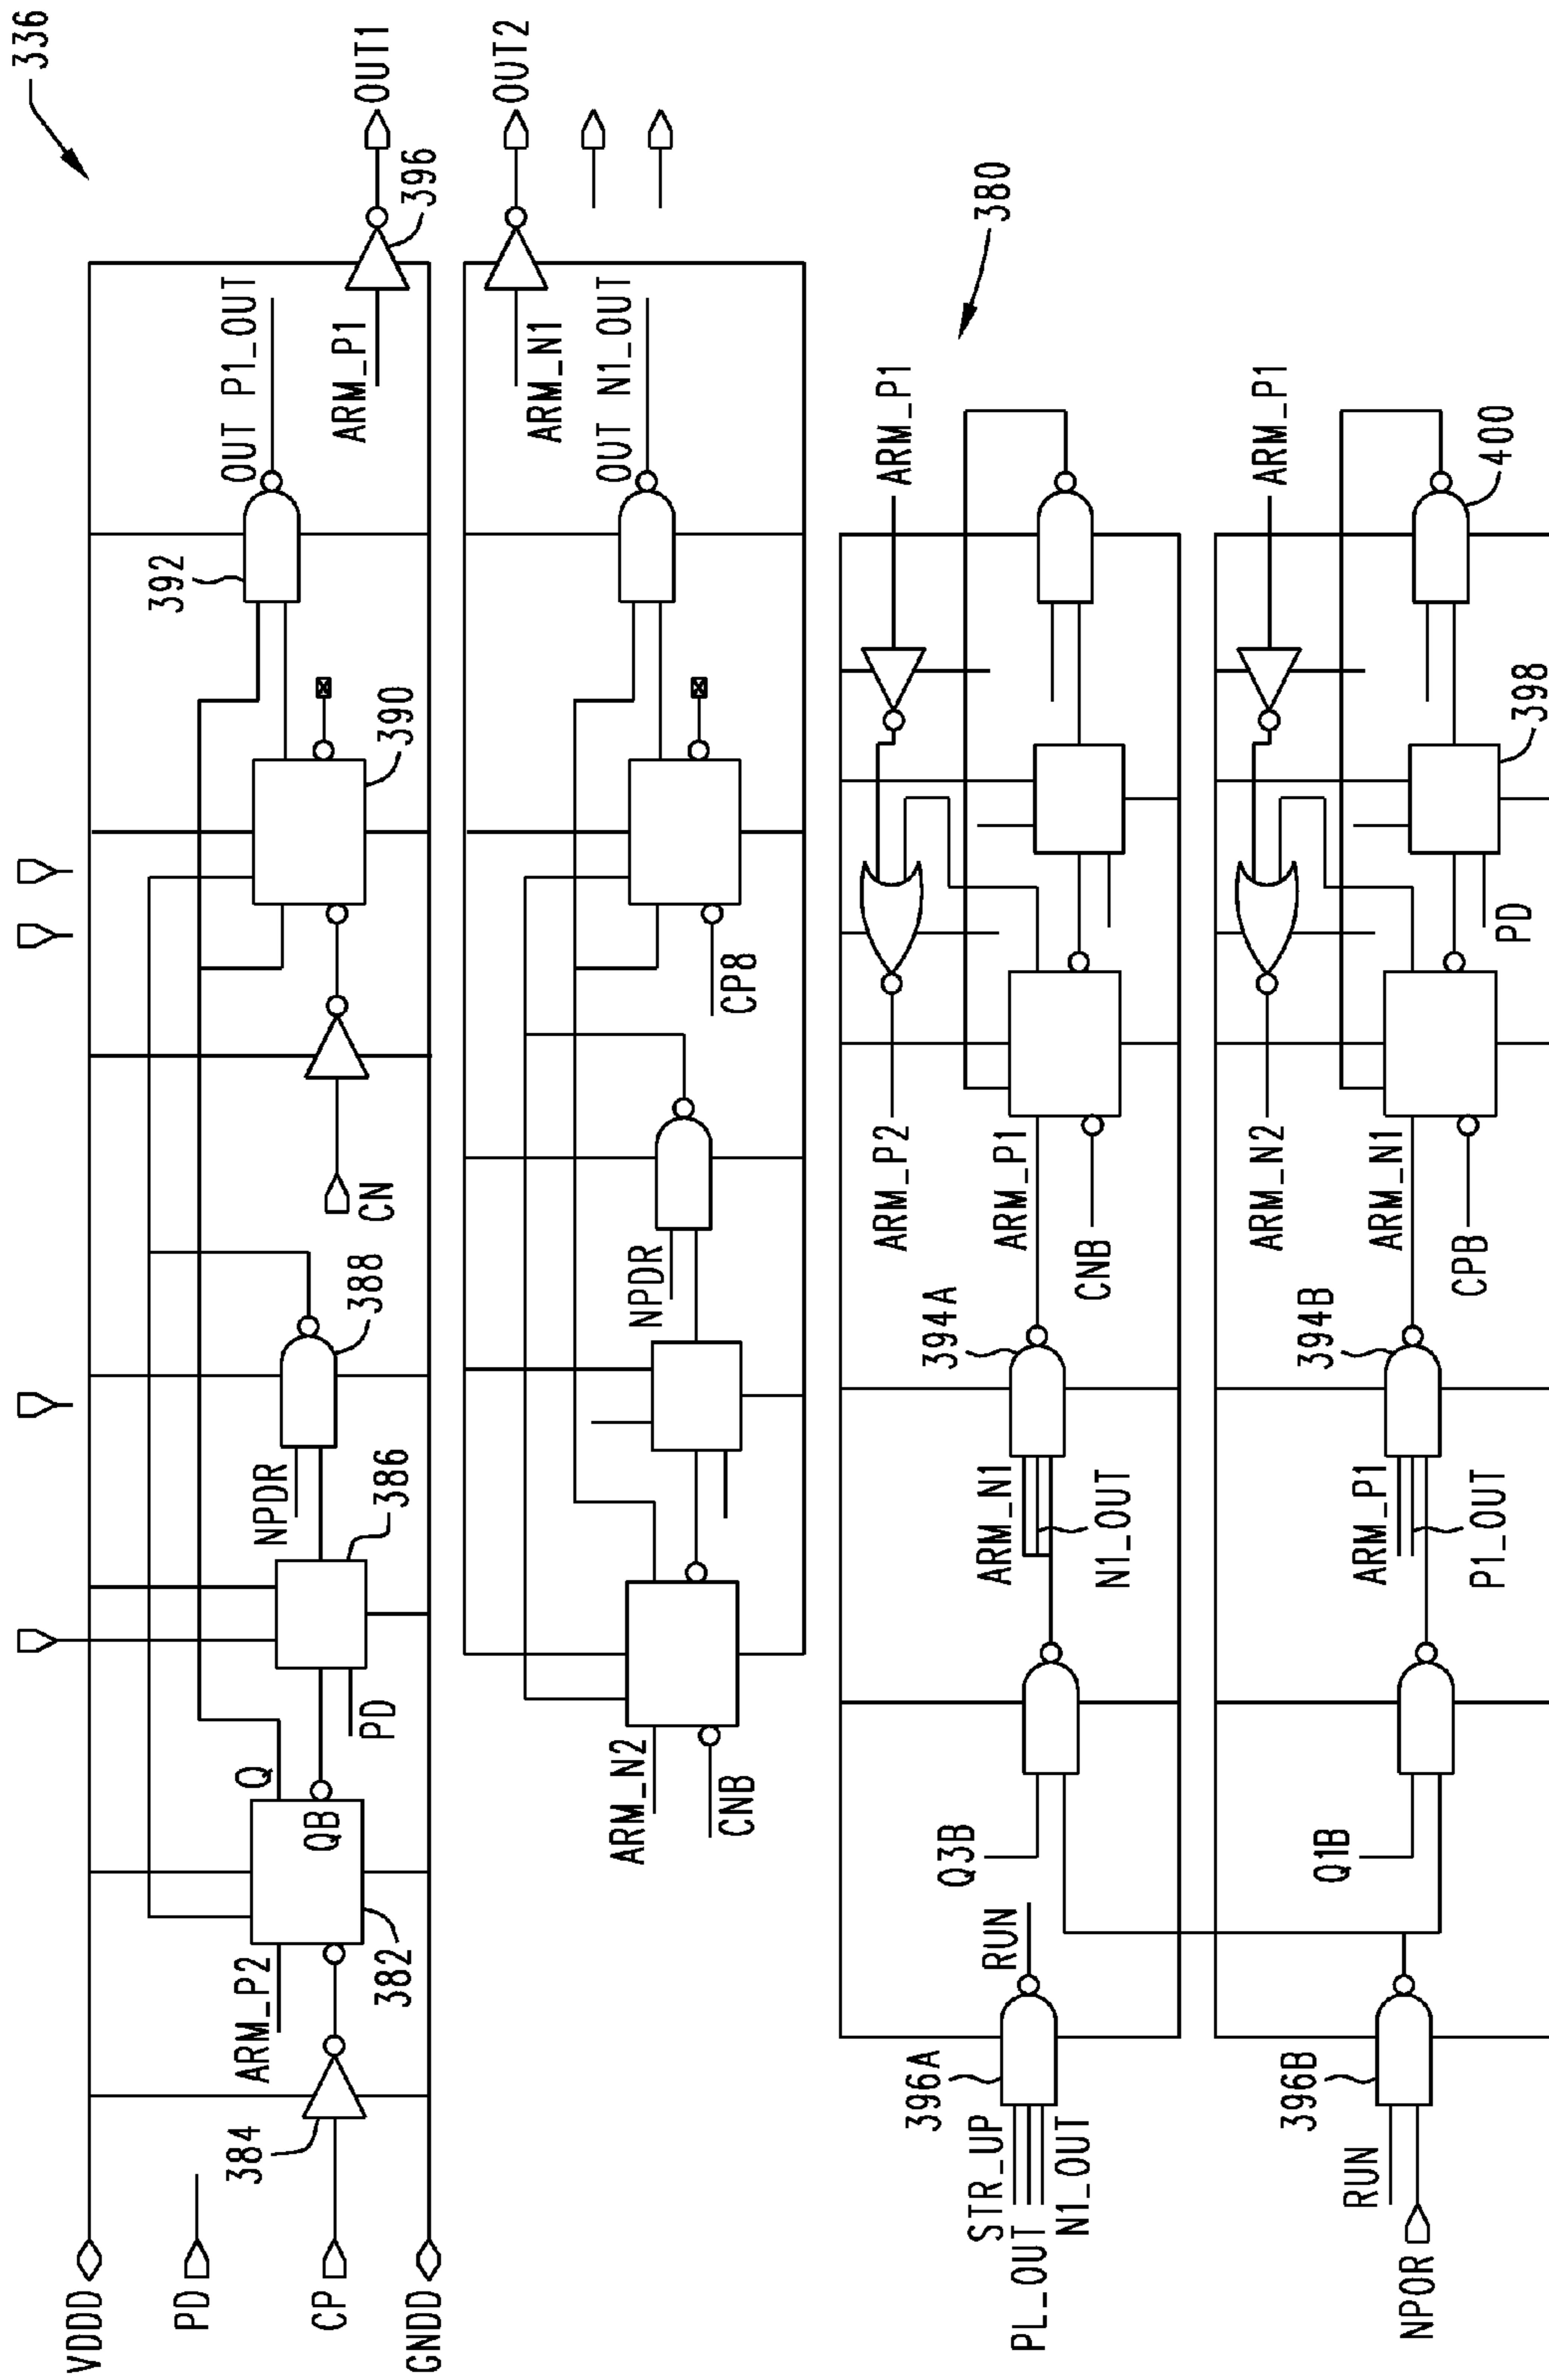 336
VDDD
PD
CP
GNDD
384
ARM_P2
382
Q
QB
PD
386
NPDR
388
CN
390
392
OUT P1_OUT
ARM_P1
396
OUT1
ARM_N2
CNB
NPDR
CP8
OUT N1_OUT
ARM_N1
OUT2
380
STR_UP
PL_OUT
N1_OUT
396A
RUN
Q3B
ARM_N1
N1_OUT
394A
ARM_P2
ARM_P1
CNB
ARM_P1
RUN
NPOR
396B
Q1B
ARM_P1
P1_OUT
394B
ARM_N2
ARM_N1
CPB
PD
398
ARM_P1
400